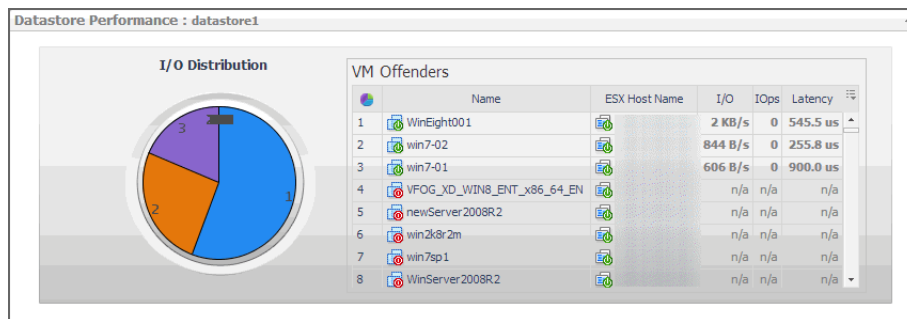 Datastore Performance : datastore1
I/O Distribution
3
1
2
VM Offenders
Name ESX Host Name I/O IOps Latency
1 WinEight001 2 KB/s 0 545.5 us
2 win7-02 844 B/s 0 255.8 us
3 win7-01 606 B/s 0 900.0 us
4 VFOG_XD_WIN8_ENT_x86_64_EN n/a n/a n/a
5 newServer2008R2 n/a n/a n/a
6 win2k8r2m n/a n/a n/a
7 win7sp1 n/a n/a n/a
8 WinServer2008R2 n/a n/a n/a